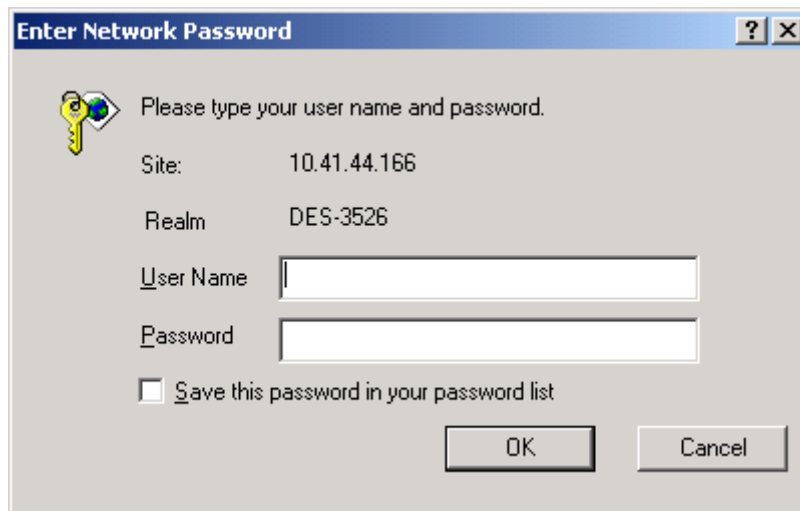 Enter Network Password
Please type your user name and password.
Site: 10.41.44.166
Realm DES-3526
User Name
Password
Save this password in your password list
OK Cancel